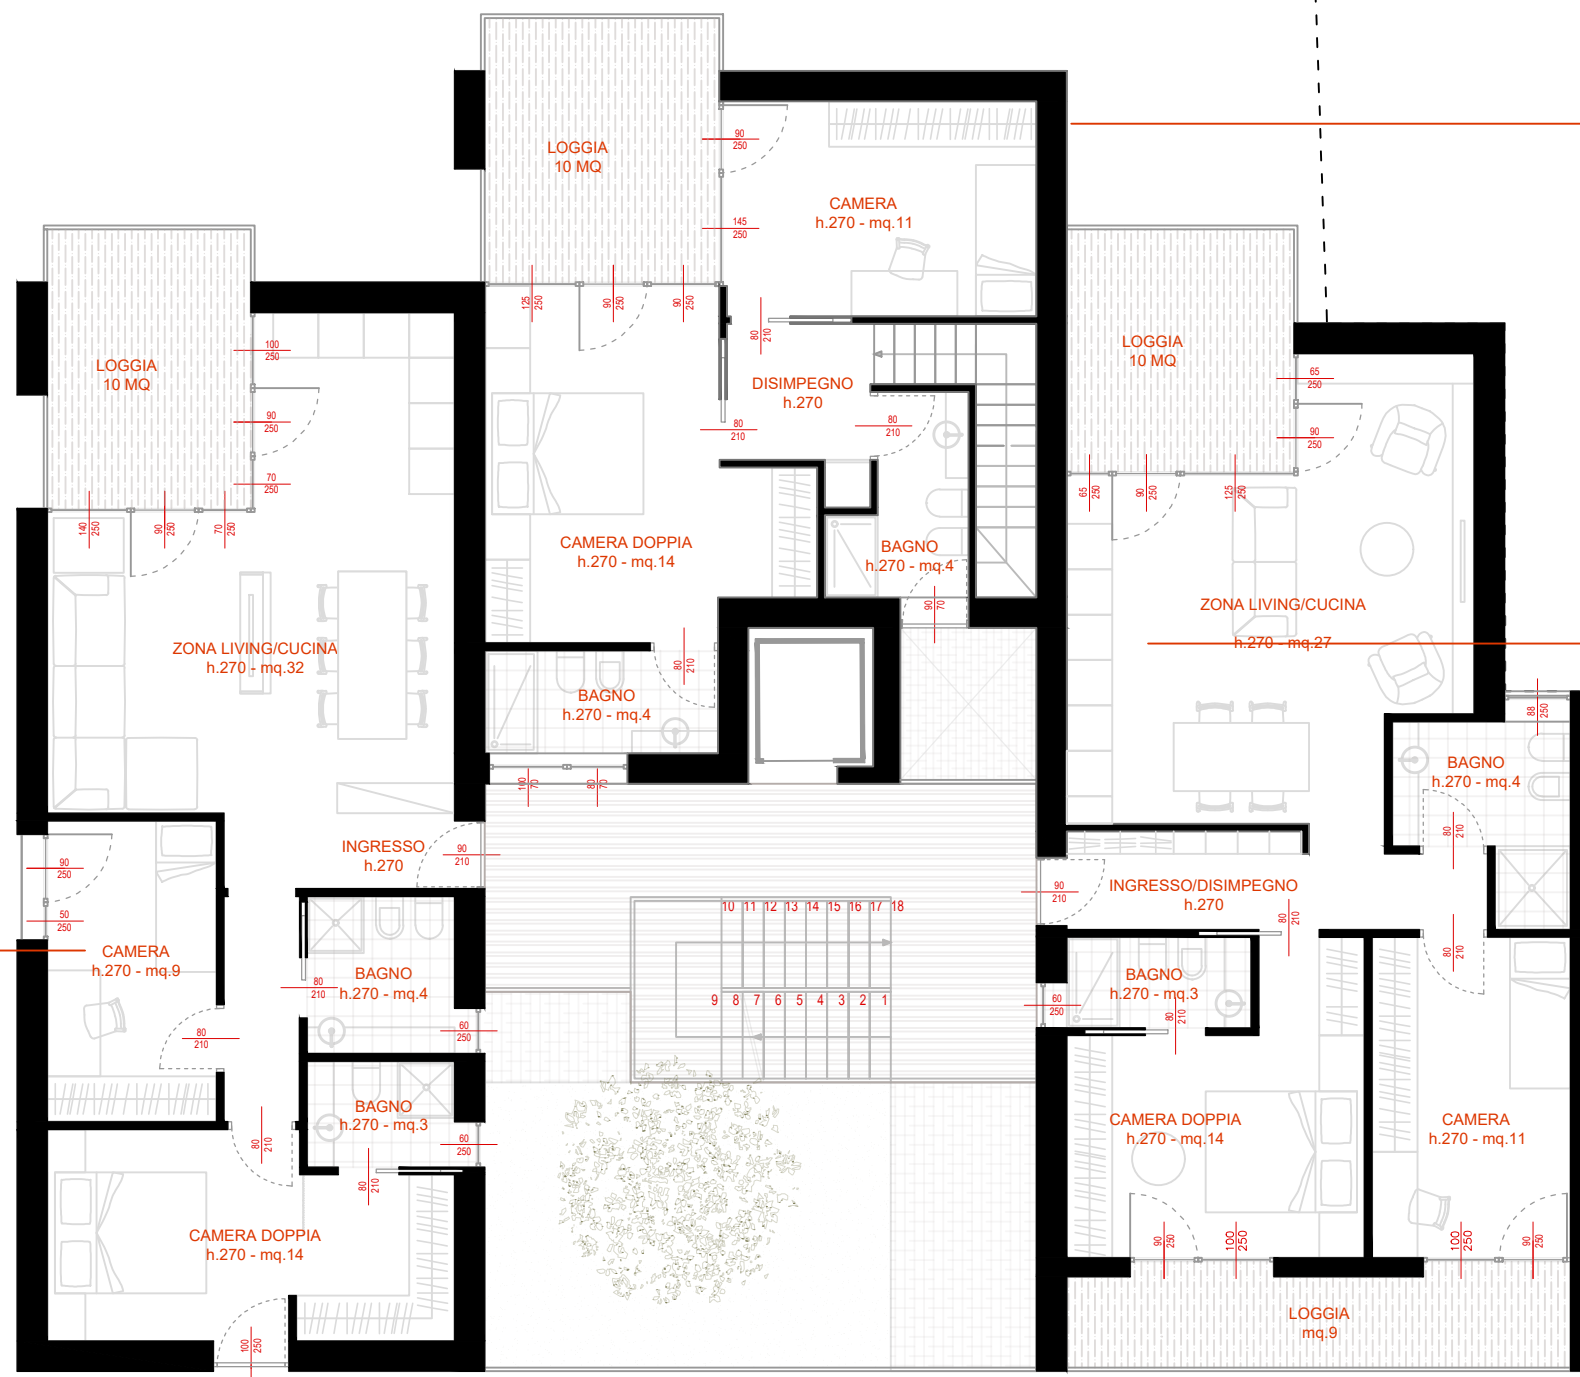 LOGGIA
10 MQ
90
250
CAMERA
h.270 - mq.11
145
250
125
250
90
250
90
250
80
210
DISIMPEGNO
h.270
80
210
80
210
CAMERA DOPPIA
h.270 - mq.14
BAGNO
h.270 - mq.4
90
70
80
210
BAGNO
h.270 - mq.4
100
70
80
70
LOGGIA
10 MQ
100
250
90
250
70
250
140
250
90
250
70
250
ZONA LIVING/CUCINA
h.270 - mq.32
INGRESSO
h.270
90
210
90
250
50
250
CAMERA
h.270 - mq.9
80
210
BAGNO
h.270 - mq.4
80
210
60
250
BAGNO
h.270 - mq.3
60
250
80
210
80
210
CAMERA DOPPIA
h.270 - mq.14
100
250
10 11 12 13 14 15 16 17 18
9 8 7 6 5 4 3 2 1
LOGGIA
10 MQ
65
250
90
250
65
250
90
250
125
250
ZONA LIVING/CUCINA
h.270 - mq.27
88
250
BAGNO
h.270 - mq.4
80
210
90
210
INGRESSO/DISIMPEGNO
h.270
80
210
80
210
BAGNO
h.270 - mq.3
60
250
80
210
CAMERA DOPPIA
h.270 - mq.14
CAMERA
h.270 - mq.11
90
250
100
250
100
250
90
250
LOGGIA
mq.9